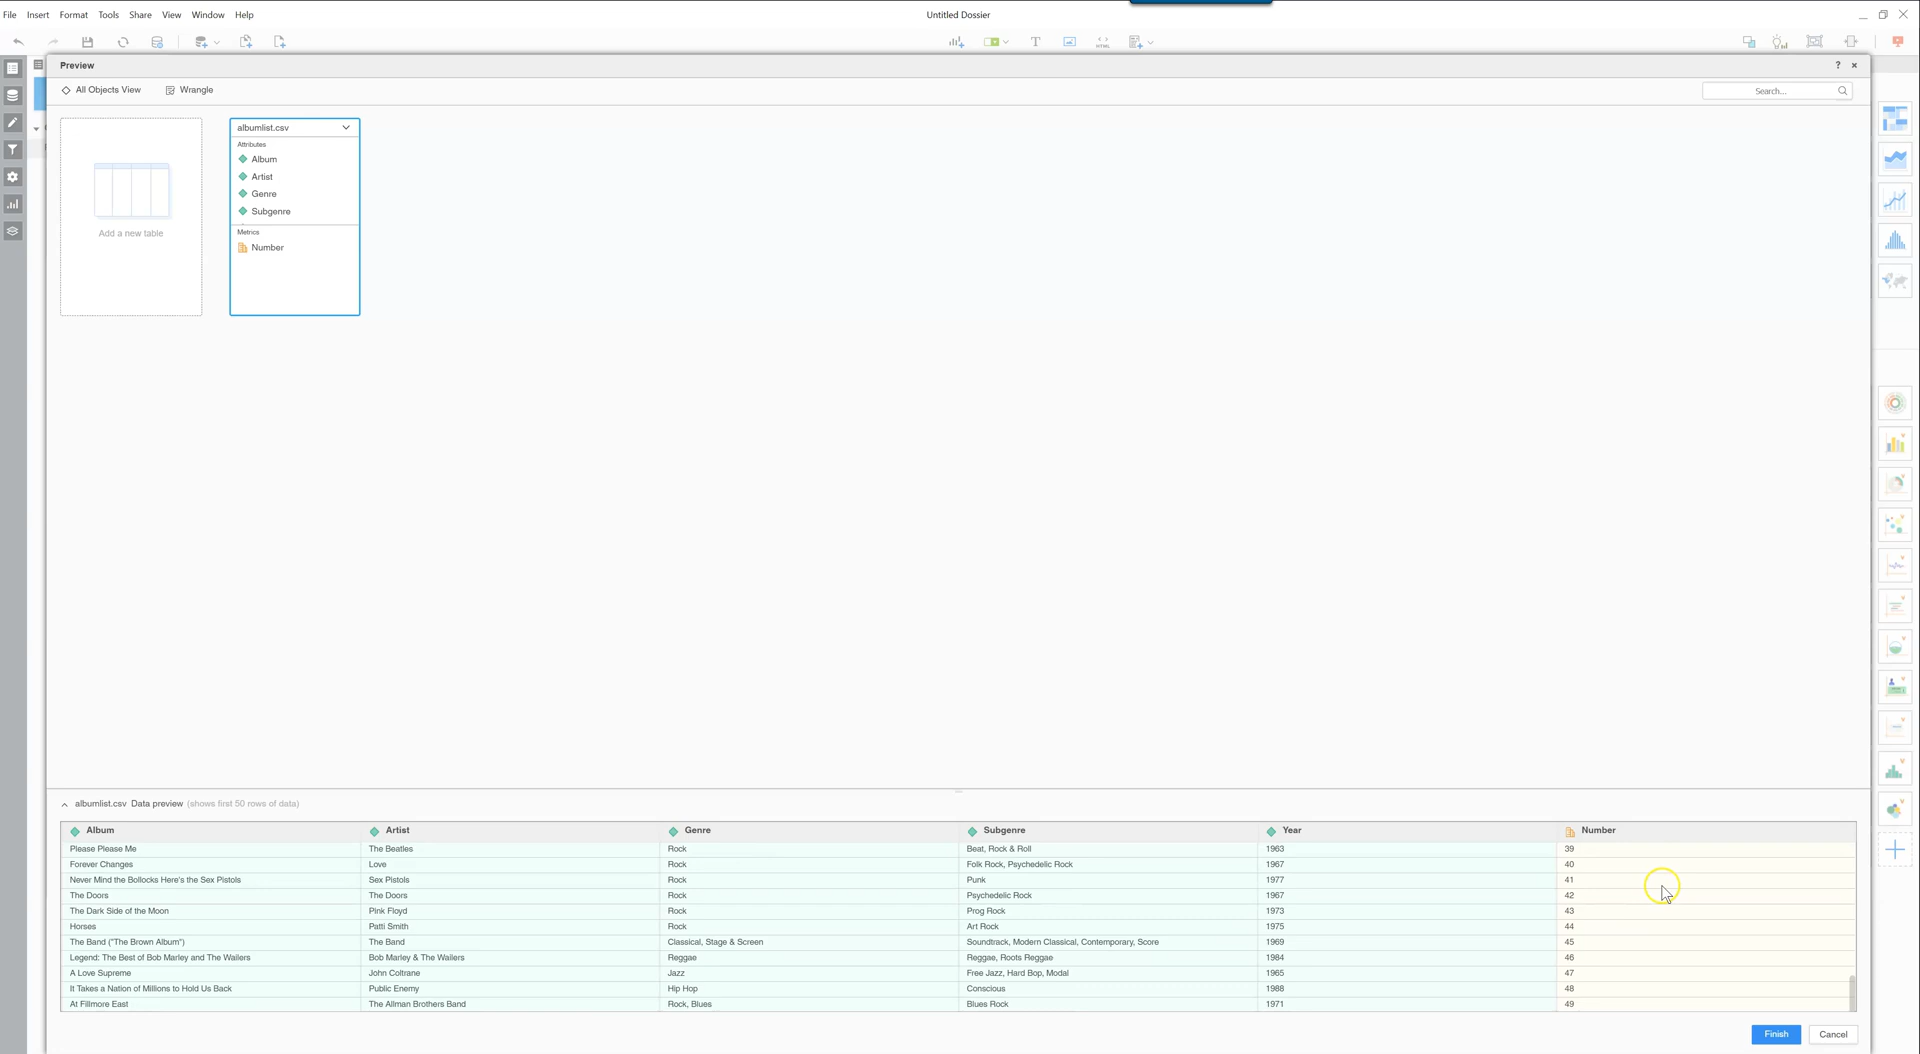 File Insert Format Tools Share View Window Help
Untitled Dossier
Preview
All Objects View Wrangle
Search...
albumlist.csv
Attributes
Album
Artist
Genre
Subgenre
Metrics
Number
Add a new table
albumlist.csv Data preview (shows first 50 rows of data)
Album Artist Genre Subgenre Year Number
Please Please Me The Beatles Rock Beat, Rock & Roll 1963 39
Forever Changes Love Rock Folk Rock, Psychedelic Rock 1967 40
Never Mind the Bollocks Here's the Sex Pistols Sex Pistols Rock Punk 1977 41
The Doors The Doors Rock Psychedelic Rock 1967 42
The Dark Side of the Moon Pink Floyd Rock Prog Rock 1973 43
Horses Patti Smith Rock Art Rock 1975 44
The Band ("The Brown Album") The Band Classical, Stage & Screen Soundtrack, Modern Classical, Contemporary, Score 1969 45
Legend: The Best of Bob Marley and The Wailers Bob Marley & The Wailers Reggae Reggae, Roots Reggae 1984 46
A Love Supreme John Coltrane Jazz Free Jazz, Hard Bop, Modal 1965 47
It Takes a Nation of Millions to Hold Us Back Public Enemy Hip Hop Conscious 1988 48
At Fillmore East The Allman Brothers Band Rock, Blues Blues Rock 1971 49
Finish Cancel